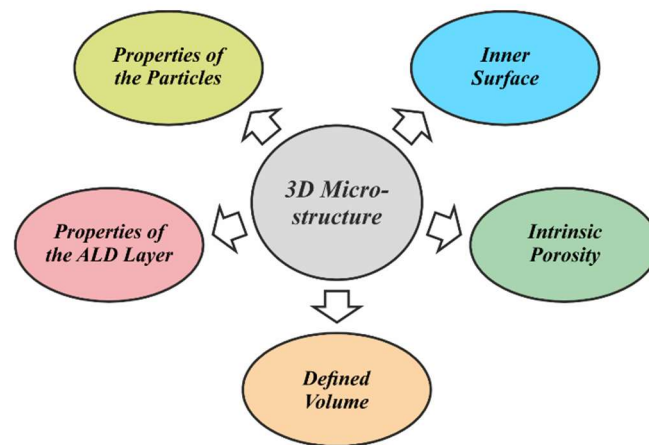 Properties of
the Particles
Inner
Surface
3D Micro-
structure
Properties of
the ALD Layer
Intrinsic
Porosity
Defined
Volume